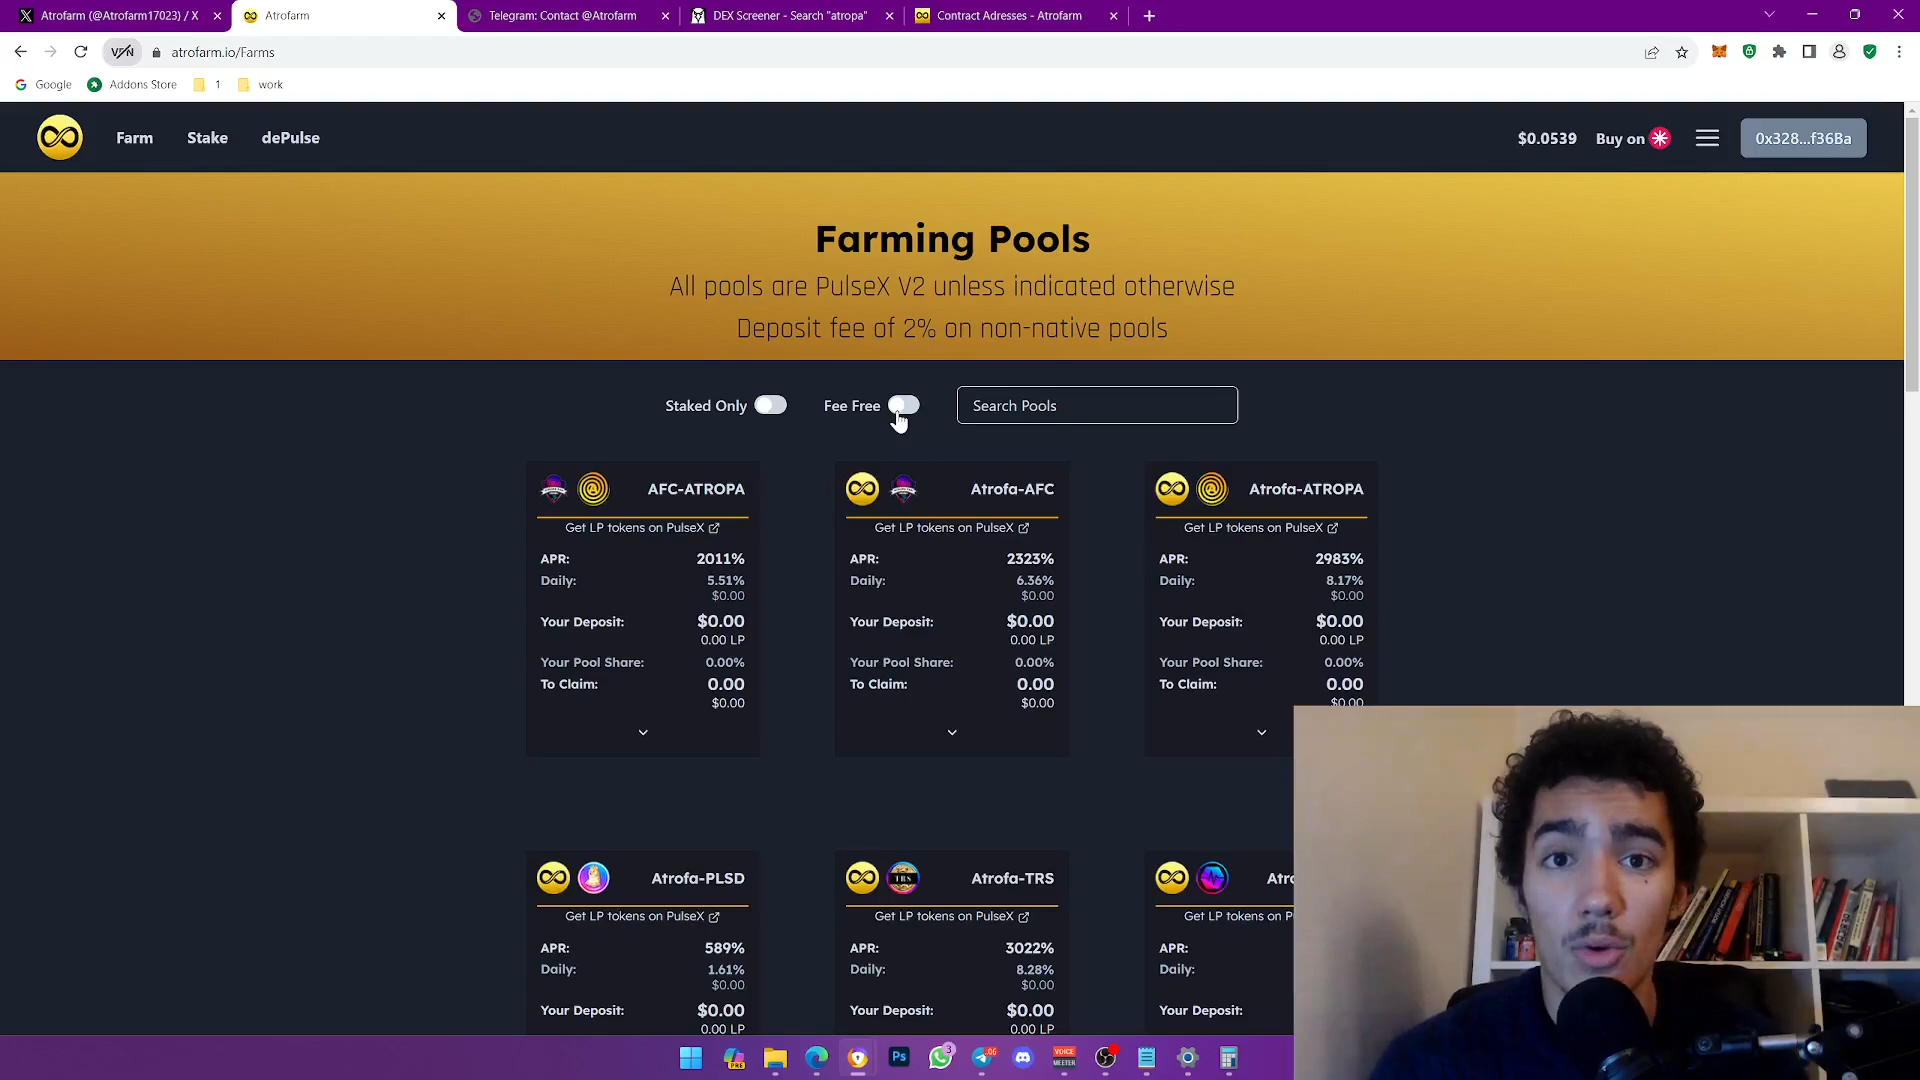 Atrofarm (@Atrofarm17023) / X
Atrofarm
Telegram: Contact @Atrofarm
DEX Screener - Search "atropa"
Contract Adresses - Atrofarm
VPN
atrofarm.io/Farms
Google
Addons Store
1
work
Farm
Stake
dePulse
$0.0539
Buy on
0x328...f36Ba
Farming Pools
All pools are PulseX V2 unless indicated otherwise
Deposit fee of 2% on non-native pools
Staked Only
Fee Free
Search Pools
AFC-ATROPA
Get LP tokens on PulseX
APR: 2011%
Daily: 5.51%
$0.00
Your Deposit: $0.00
0.00 LP
Your Pool Share: 0.00%
To Claim: 0.00
$0.00
Atrofa-AFC
Get LP tokens on PulseX
APR: 2323%
Daily: 6.36%
$0.00
Your Deposit: $0.00
0.00 LP
Your Pool Share: 0.00%
To Claim: 0.00
$0.00
Atrofa-ATROPA
Get LP tokens on PulseX
APR: 2983%
Daily: 8.17%
$0.00
Your Deposit: $0.00
0.00 LP
Your Pool Share: 0.00%
To Claim: 0.00
$0.00
Atrofa-PLSD
Get LP tokens on PulseX
APR: 589%
Daily: 1.61%
$0.00
Your Deposit: $0.00
0.00 LP
TRS
Atrofa-TRS
Get LP tokens on PulseX
APR: 3022%
Daily: 8.28%
$0.00
Your Deposit: $0.00
0.00 LP
Atro
Get LP tokens on P
APR:
Daily:
Your Deposit:
PRE
Ps
3
.06
VOICE
MEETER